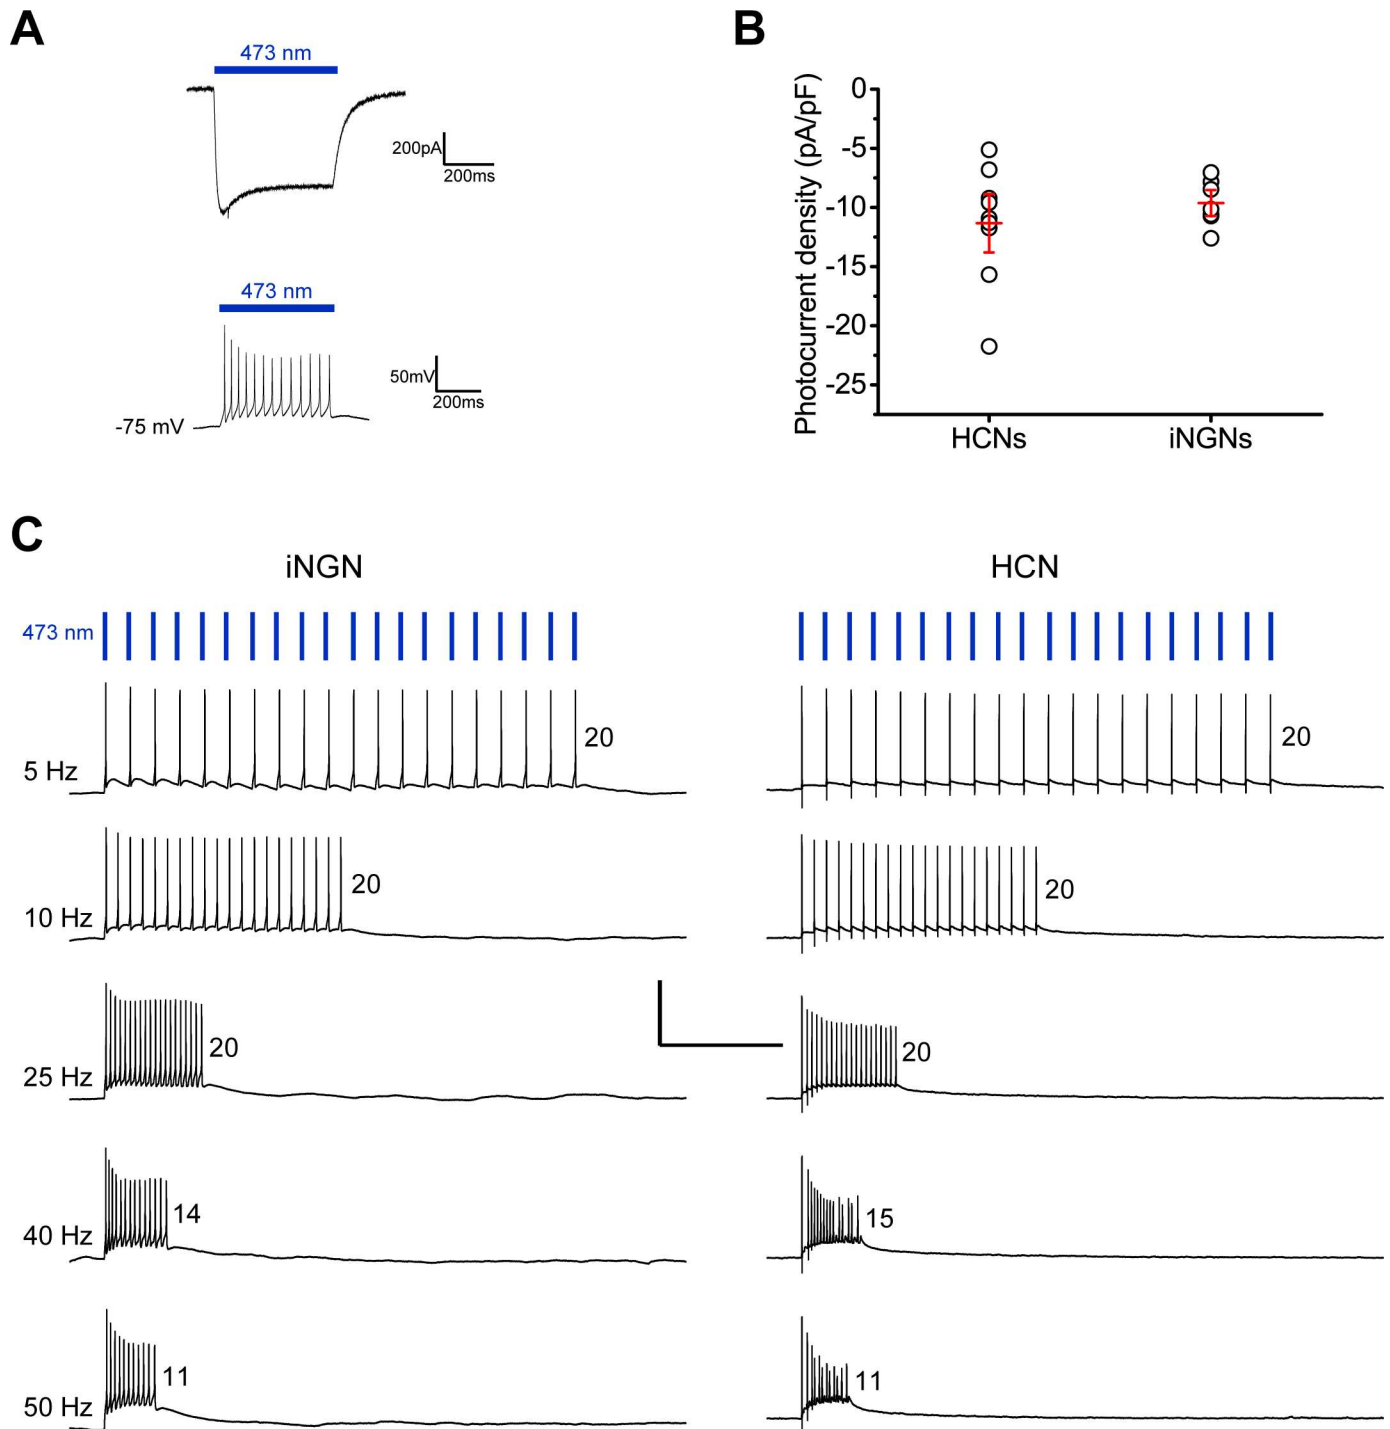 A
473 nm
200pA
200ms
473 nm
50mV
200ms
-75 mV
B
Photocurrent density (pA/pF)
0
-5
-10
-15
-20
-25
HCNs
iNGNs
C
iNGN
HCN
473 nm
5 Hz
20
20
10 Hz
20
20
25 Hz
20
20
40 Hz
14
15
50 Hz
11
11